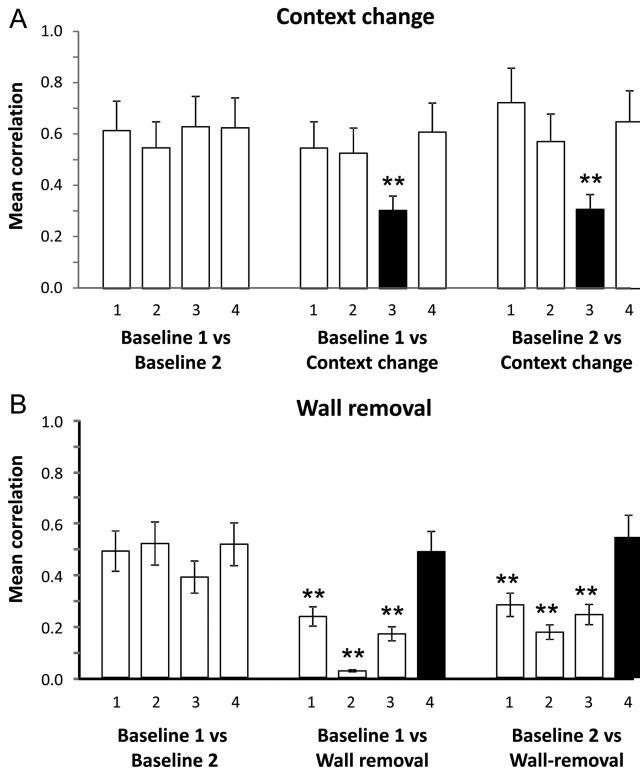 A
Context change
Mean correlation
1.0
0.8
0.6
0.4
0.2
0.0
**
**
1 2 3 4 1 2 3 4 1 2 3 4
Baseline 1 vs
Baseline 2
Baseline 1 vs
Context change
Baseline 2 vs
Context change
B
Wall removal
Mean correlation
1.0
0.8
0.6
0.4
0.2
0.0
**
**
**
**
**
**
1 2 3 4 1 2 3 4 1 2 3 4
Baseline 1 vs
Baseline 2
Baseline 1 vs
Wall removal
Baseline 2 vs
Wall-removal